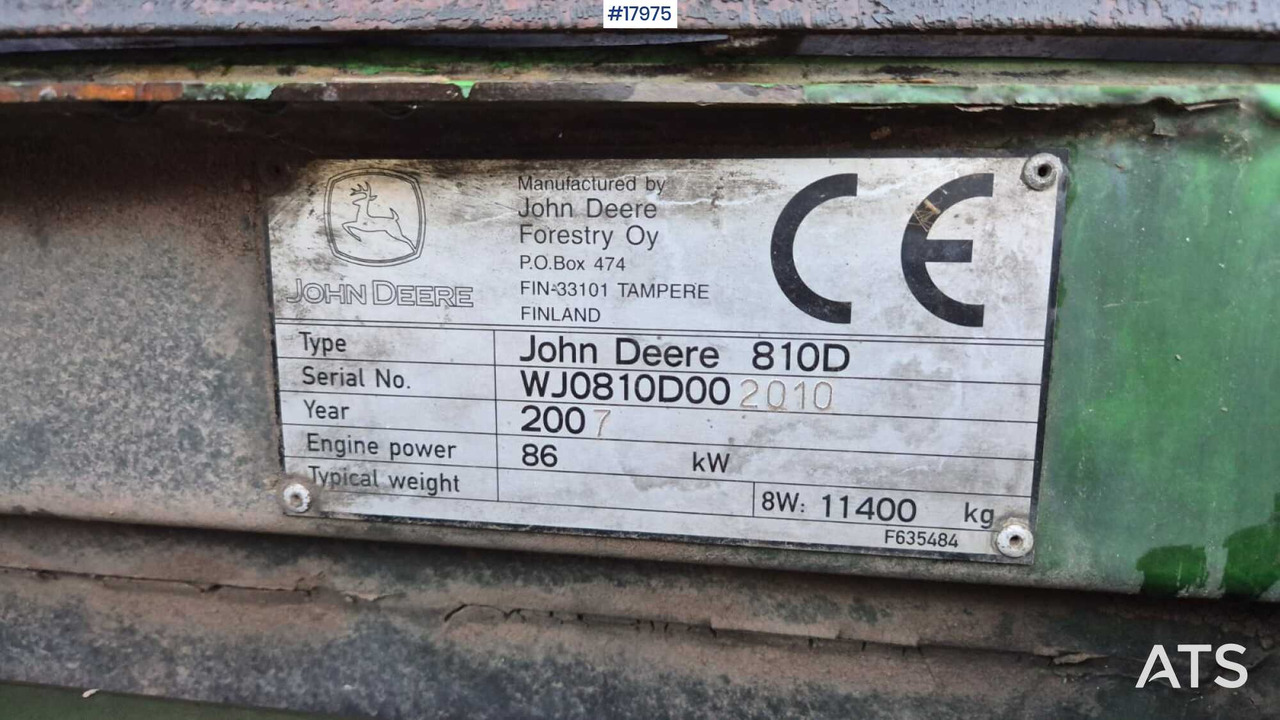 #17975
JOHN DEERE
Manufactured by
John Deere
Forestry Oy
P.O.Box 474
FIN-33101 TAMPERE
FINLAND
CE
Type John Deere 810D
Serial No. WJ0810D002010
Year 2007
Engine power 86 kW
Typical weight 8W: 11400 kg
F635484
ATS